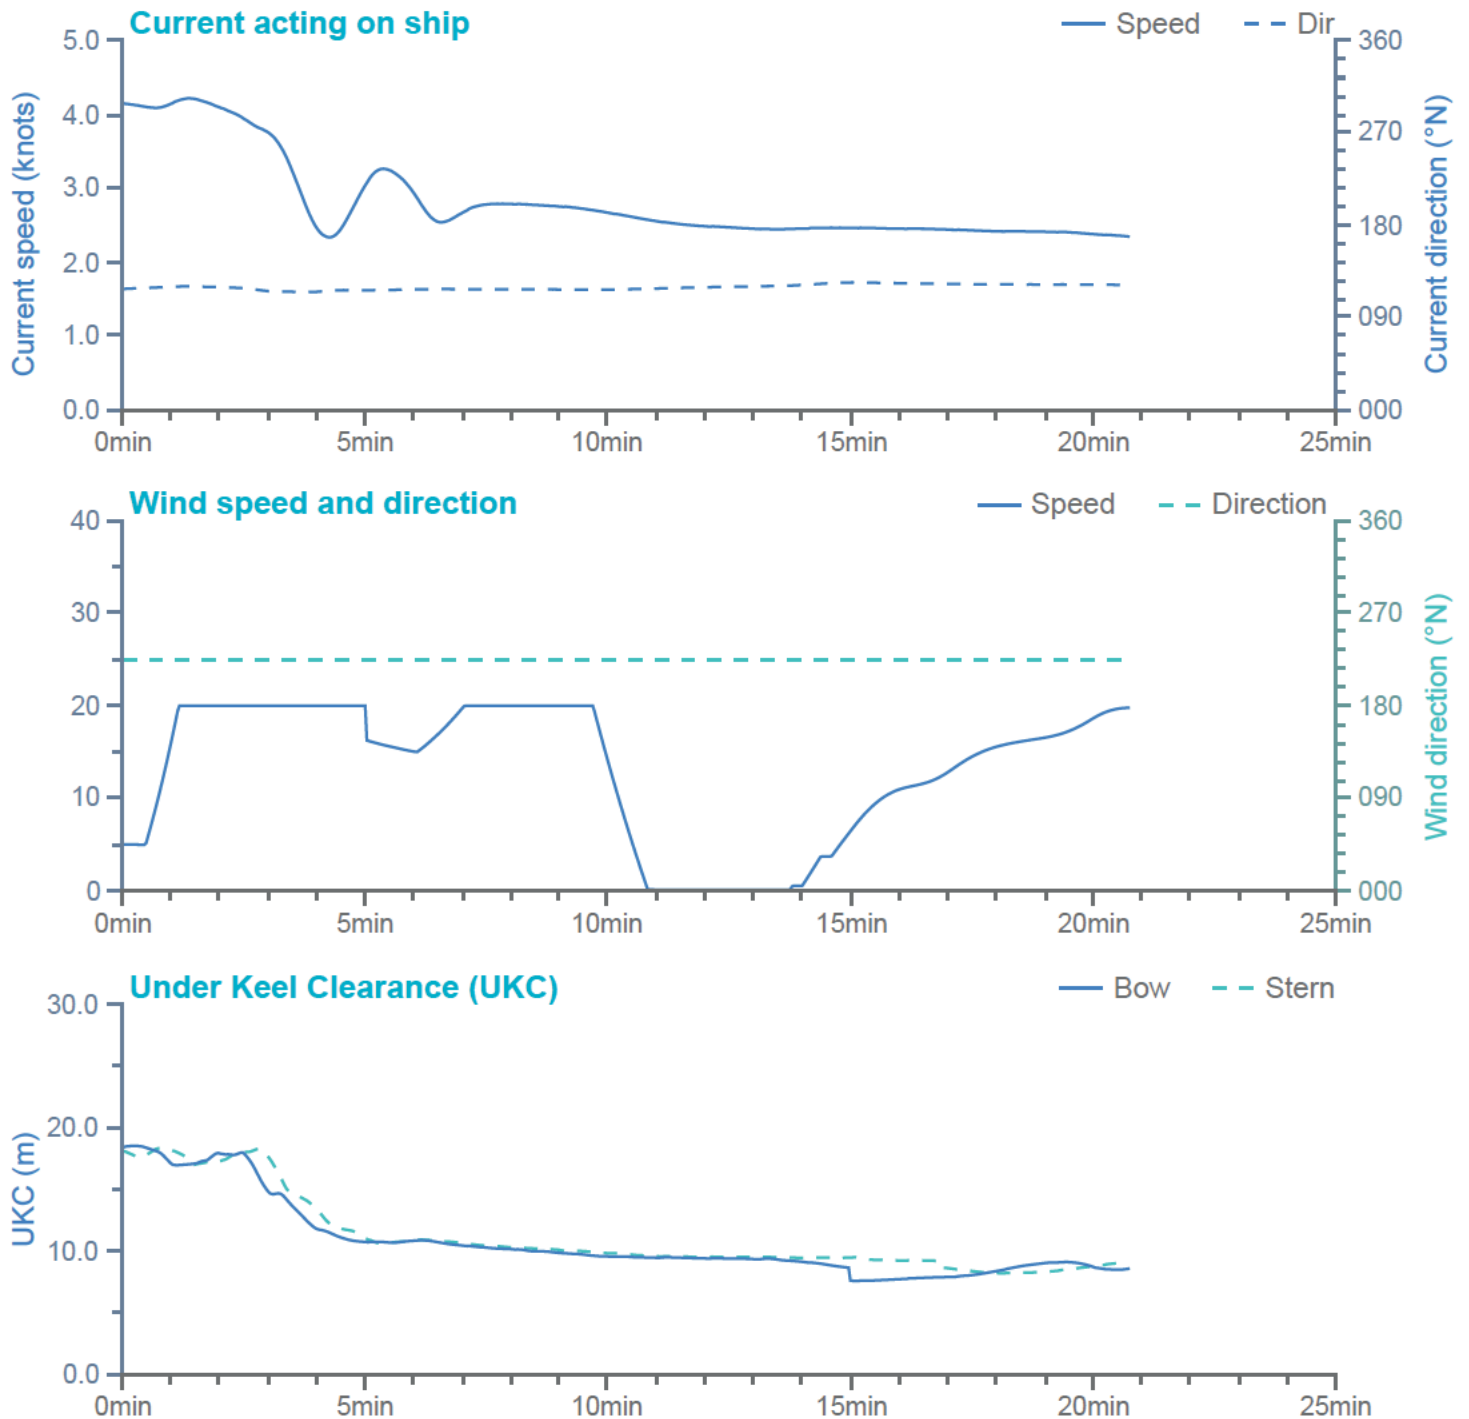 Current acting on ship
Speed Dir
Current speed (knots)
5.0
4.0
3.0
2.0
1.0
0.0
360
270
180
090
000
Current direction (°N)
0min 5min 10min 15min 20min 25min
Wind speed and direction
Speed Direction
40
30
20
10
0
360
270
180
090
000
Wind direction (°N)
0min 5min 10min 15min 20min 25min
Under Keel Clearance (UKC)
Bow Stern
UKC (m)
30.0
20.0
10.0
0.0
0min 5min 10min 15min 20min 25min